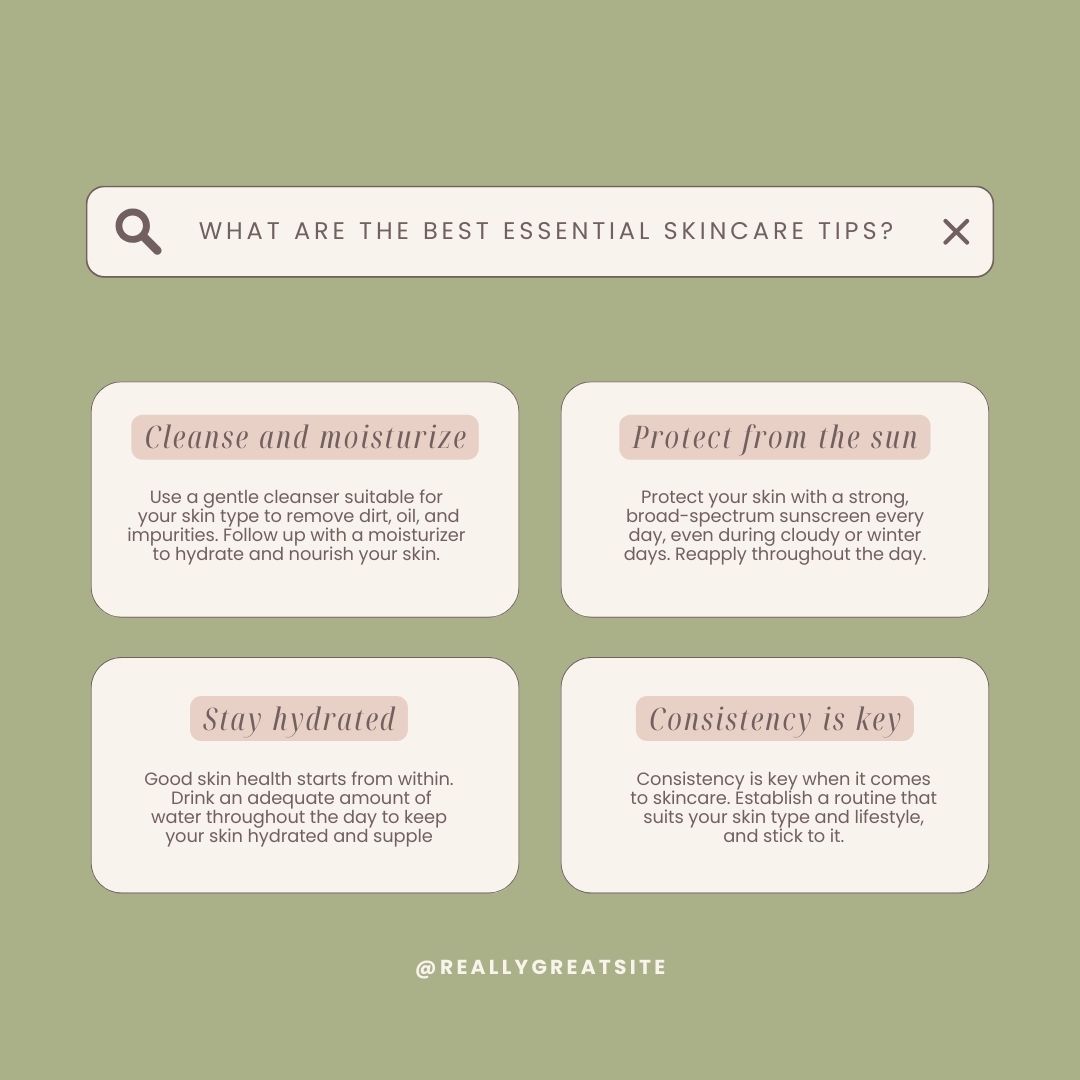 WHAT ARE THE BEST ESSENTIAL SKINCARE TIPS?
Cleanse and moisturize
Use a gentle cleanser suitable for
your skin type to remove dirt, oil, and
impurities. Follow up with a moisturizer
to hydrate and nourish your skin.
Protect from the sun
Protect your skin with a strong,
broad-spectrum sunscreen every
day, even during cloudy or winter
days. Reapply throughout the day.
Stay hydrated
Good skin health starts from within.
Drink an adequate amount of
water throughout the day to keep
your skin hydrated and supple
Consistency is key
Consistency is key when it comes
to skincare. Establish a routine that
suits your skin type and lifestyle,
and stick to it.
@REALLYGREATSITE